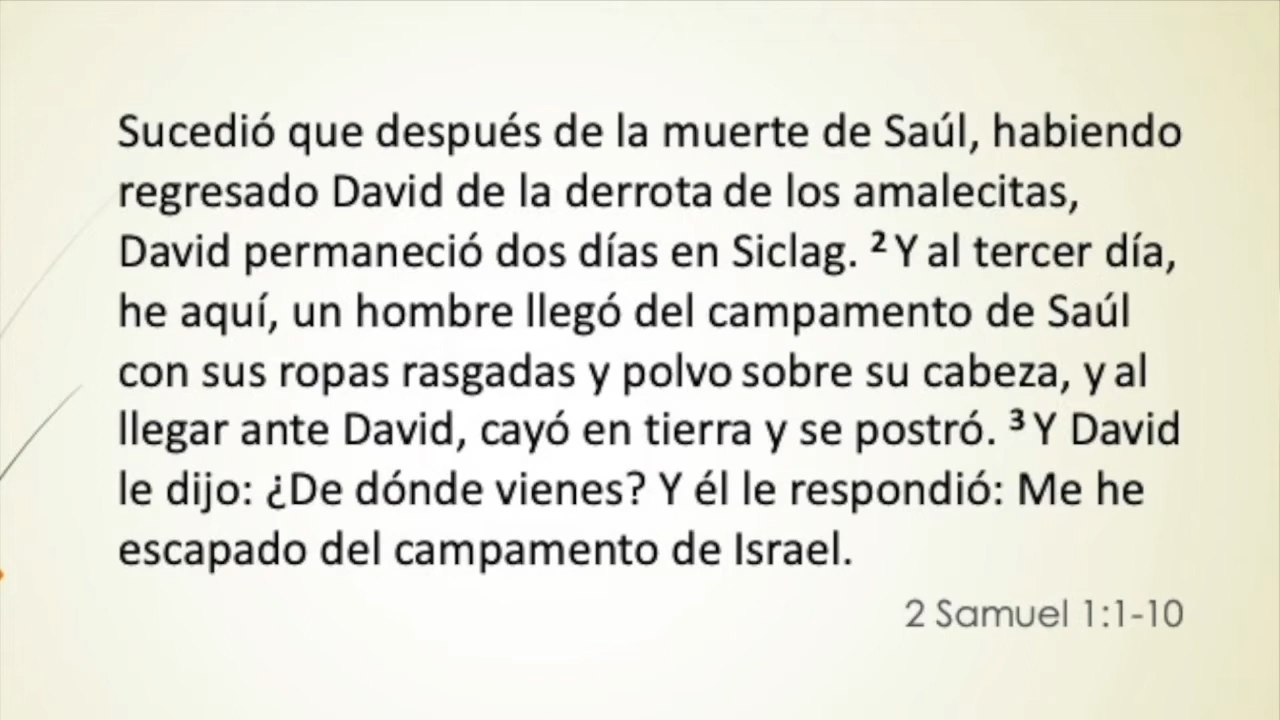 Sucedió que después de la muerte de Saúl, habiendo
regresado David de la derrota de los amalecitas,
David permaneció dos días en Siclag. ² Y al tercer día,
he aquí, un hombre llegó del campamento de Saúl
con sus ropas rasgadas y polvo sobre su cabeza, y al
llegar ante David, cayó en tierra y se postró. ³ Y David
le dijo: ¿De dónde vienes? Y él le respondió: Me he
escapado del campamento de Israel.
2 Samuel 1:1-10